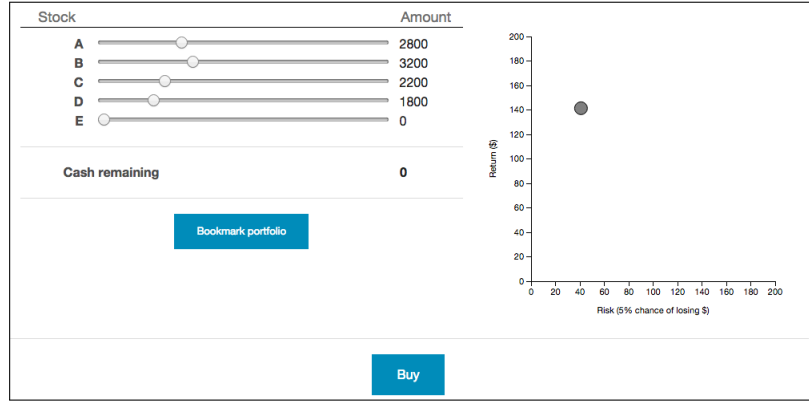 Stock Amount
A 2800
B 3200
C 2200
D 1800
E 0
Cash remaining 0
Bookmark portfolio
Return ($)
200
180
160
140
120
100
80
60
40
20
0
0 20 40 60 80 100 120 140 160 180 200
Risk (5% chance of losing $)
Buy